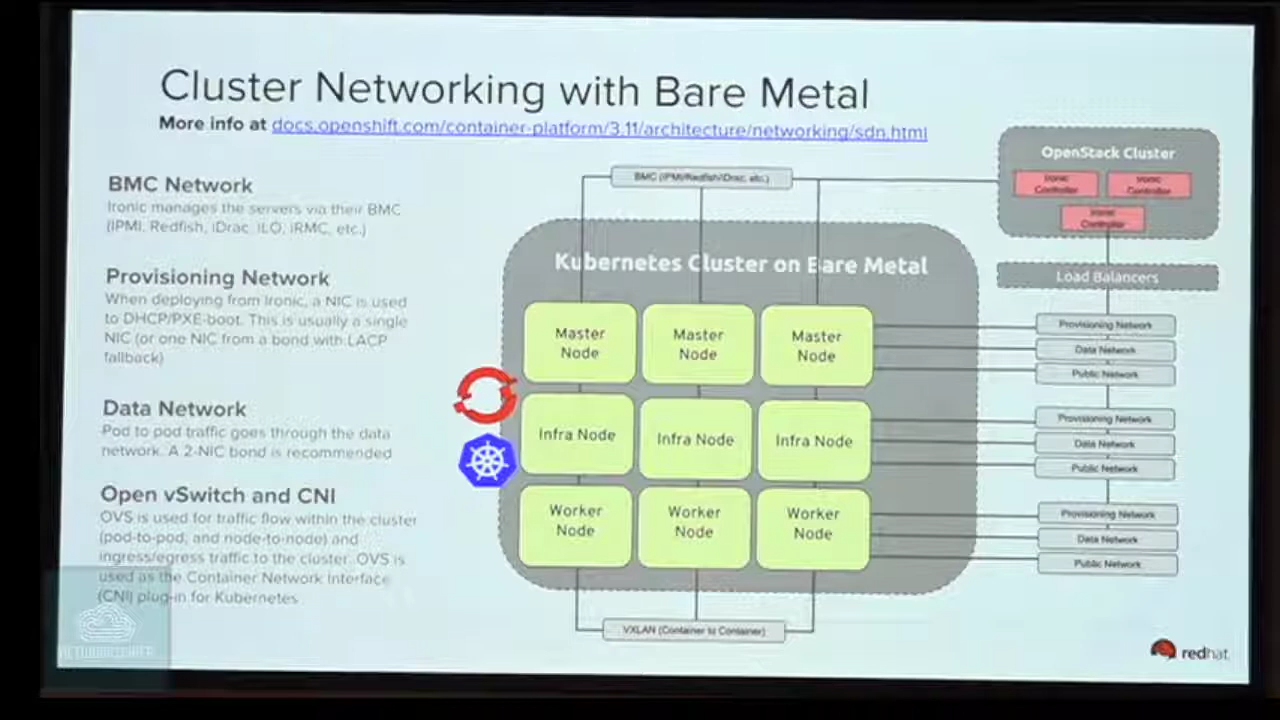 Cluster Networking with Bare Metal
More info at docs.openshift.com/container-platform/3.11/architecture/networking/sdn.html
BMC Network
Ironic manages the servers via their BMC
(IPMI, Redfish, iDrac, iLO, iRMC, etc.)
Provisioning Network
When deploying from Ironic, a NIC is used
to DHCP/PXE-boot. This is usually a single
NIC (or one NIC from a bond with LACP
fallback)
Data Network
Pod to pod traffic goes through the data
network. A 2-NIC bond is recommended
Open vSwitch and CNI
OVS is used for traffic flow within the cluster
(pod-to-pod, and node-to-node) and
ingress/egress traffic to the cluster. OVS is
used as the Container Network Interface
(CNI) plug-in for Kubernetes
BMC (IPMI/Redfish/iDrac, etc.)
Kubernetes Cluster on Bare Metal
Master Node
Master Node
Master Node
Infra Node
Infra Node
Infra Node
Worker Node
Worker Node
Worker Node
VXLAN (Container to Container)
OpenStack Cluster
Ironic Controller
Ironic Controller
Ironic Controller
Load Balancers
Provisioning Network
Data Network
Public Network
Provisioning Network
Data Network
Public Network
Provisioning Network
Data Network
Public Network
redhat